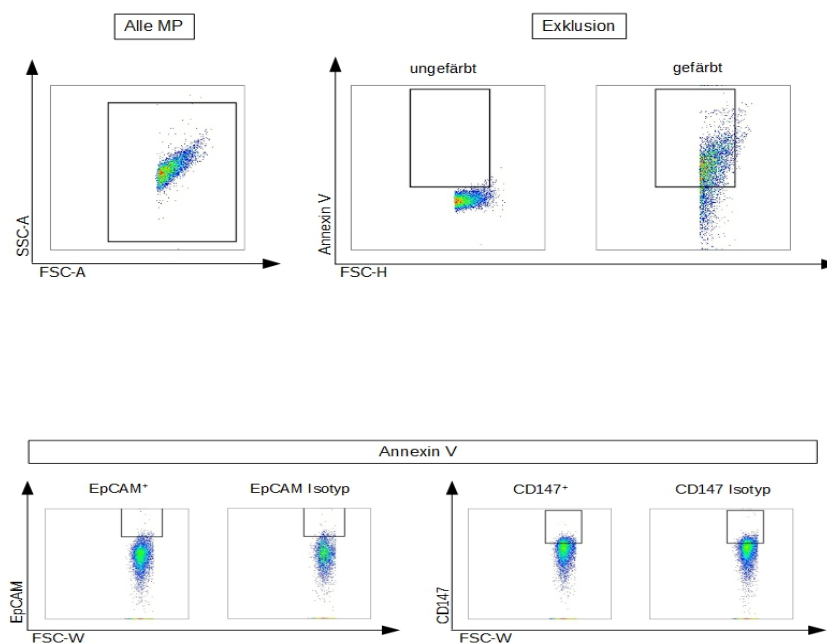 Alle MP
Exklusion
ungefärbt
gefärbt
SSC-A
FSC-A
Annexin V
FSC-H
Annexin V
EpCAM⁺
EpCAM Isotyp
CD147⁺
CD147 Isotyp
EpCAM
FSC-W
CD147
FSC-W